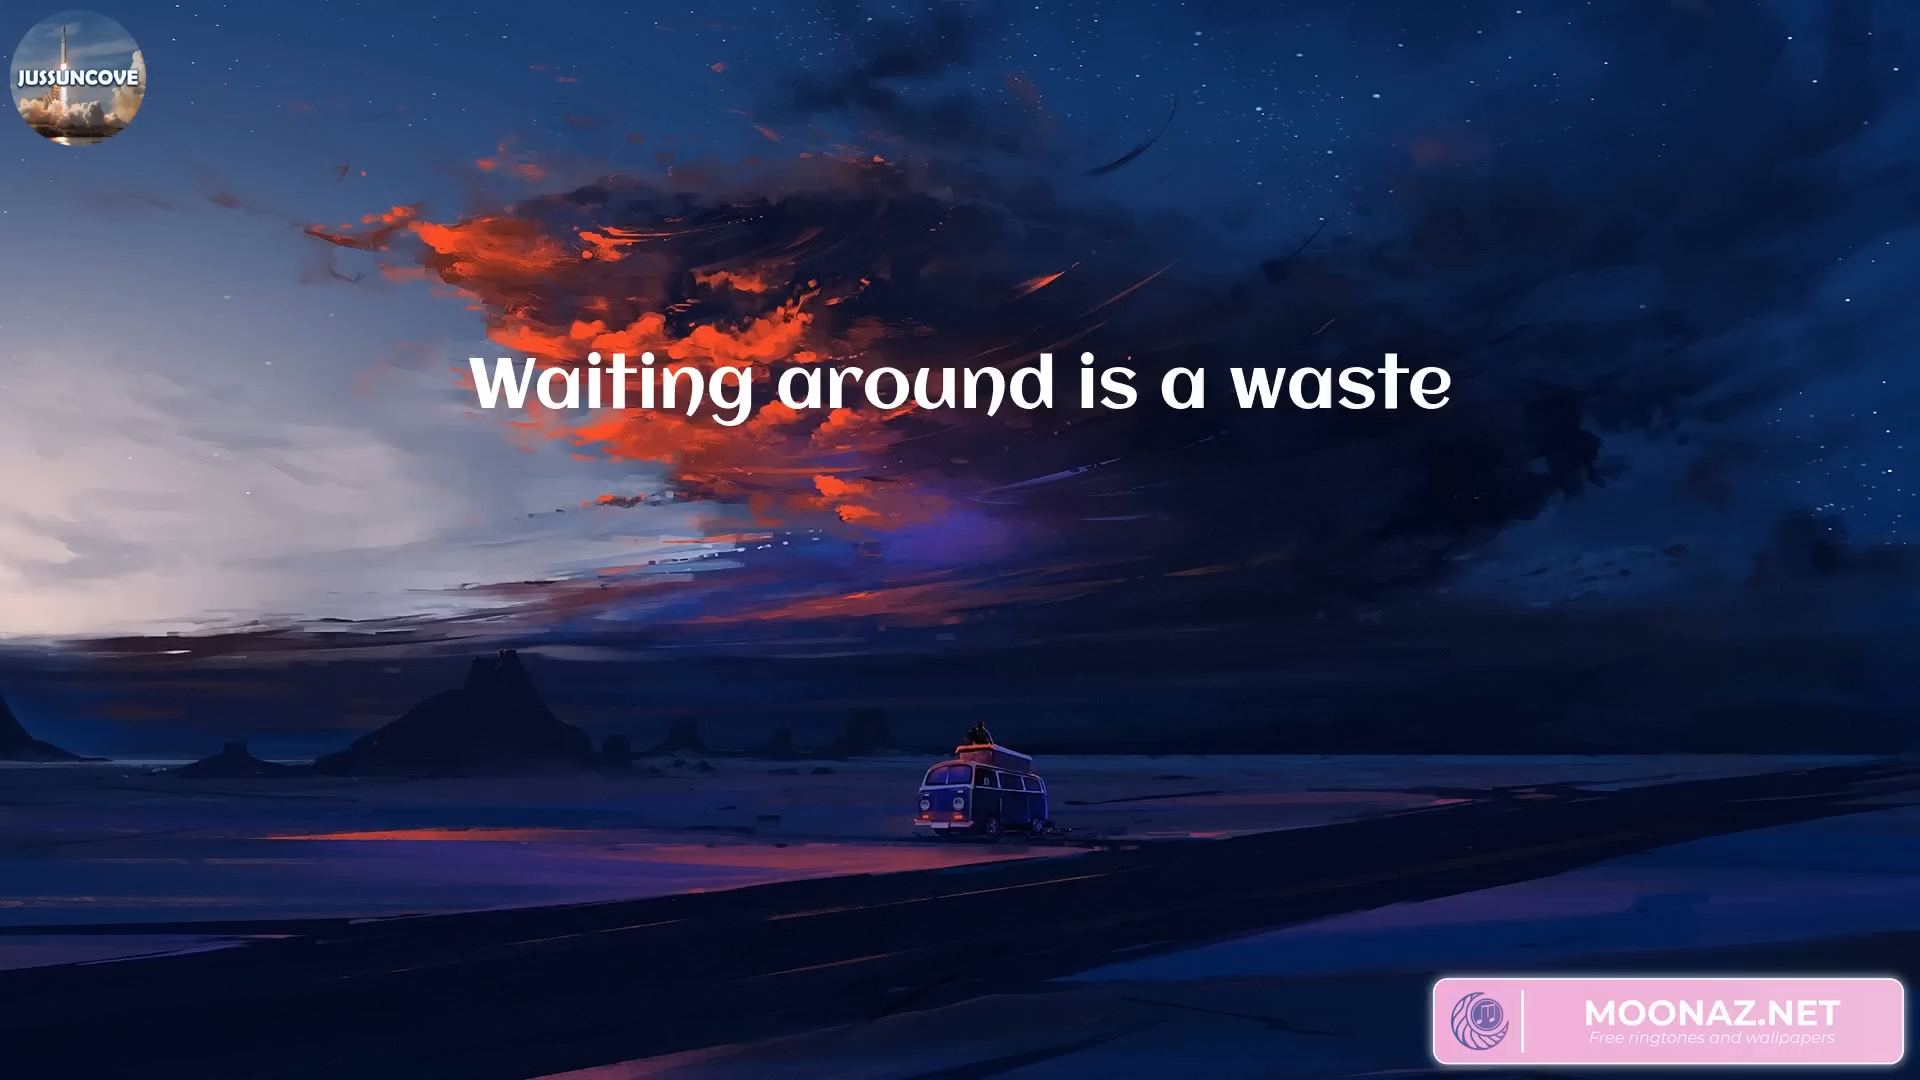 JUSSUNCOVE
Waiting around is a waste
MOONAZ.NET
Free ringtones and wallpapers